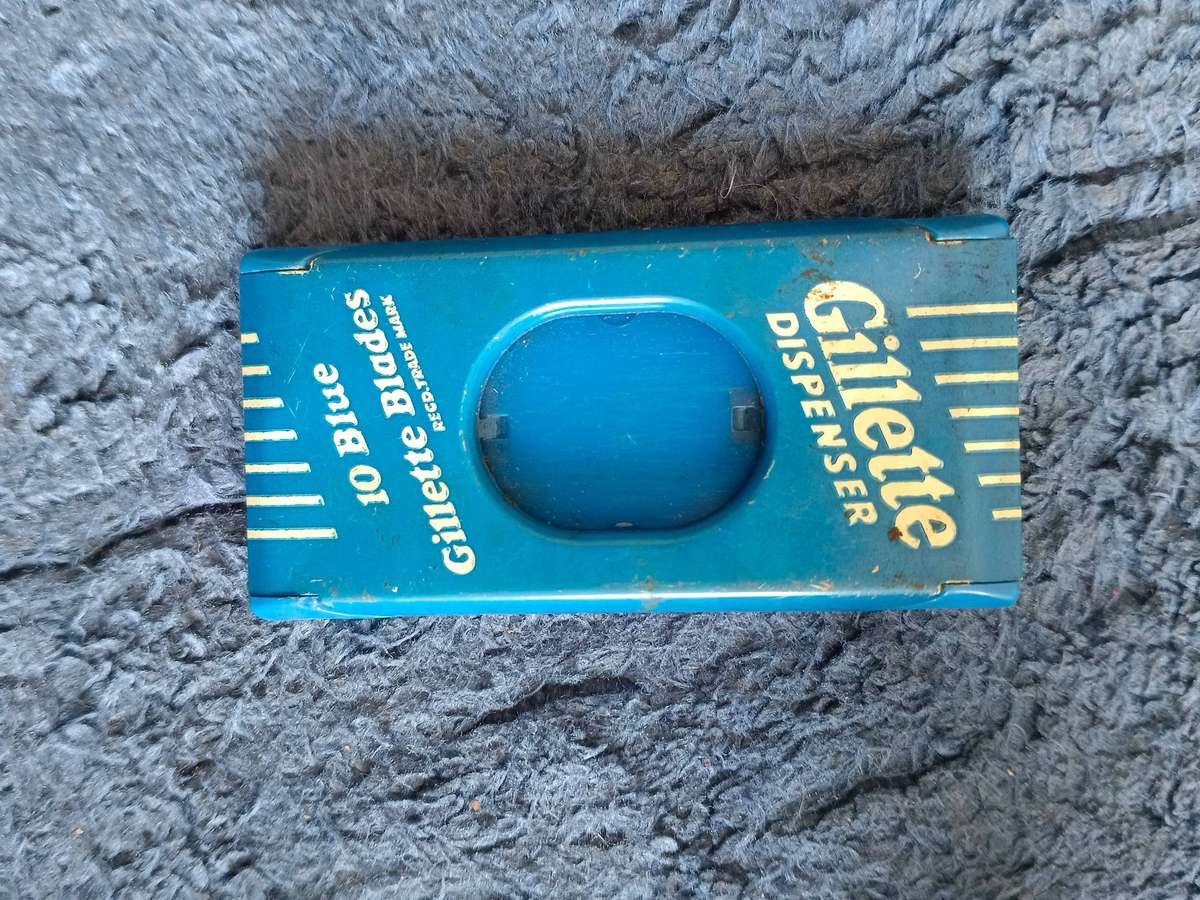 Gillette
DISPENSER
10 Blue
Gillette Blades
REGD. TRADE MARK